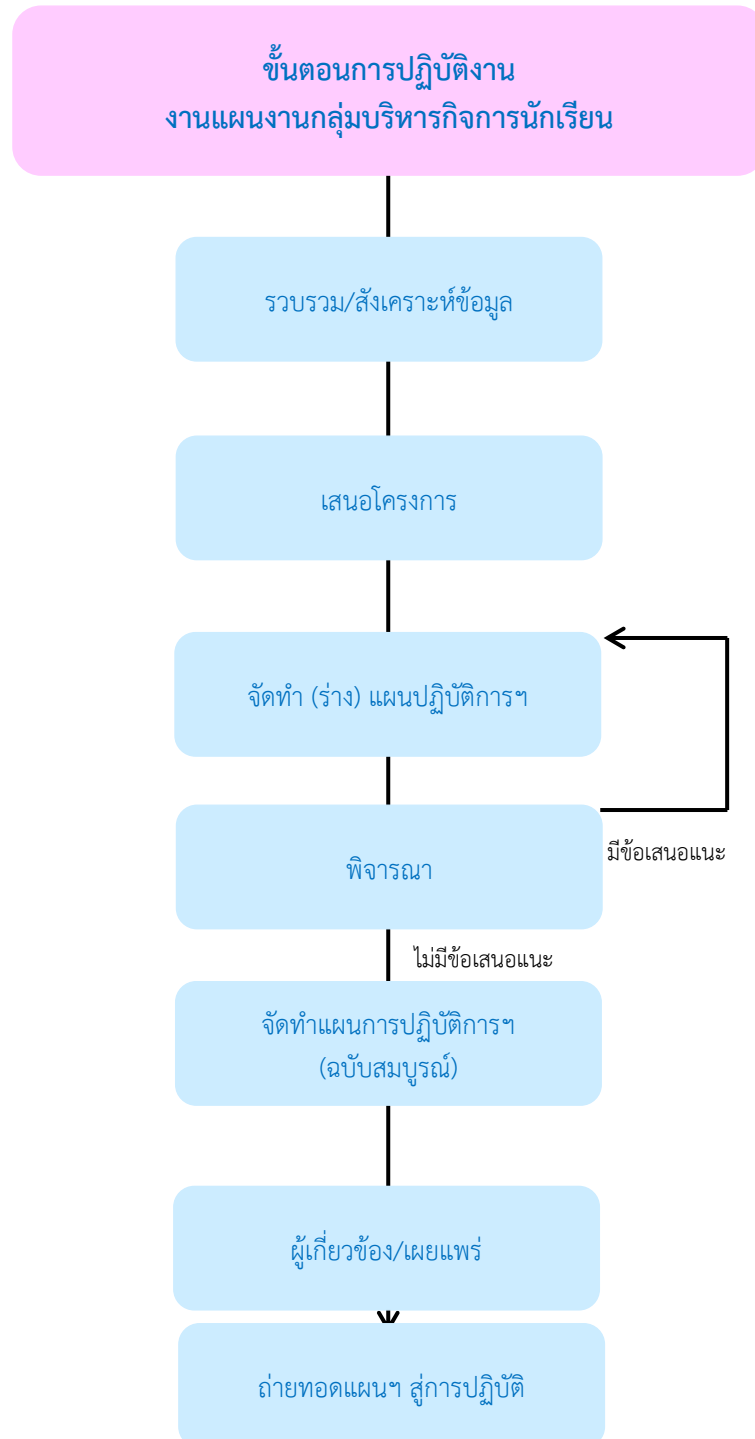 ขั้นตอนการปฏิบัติงาน
งานแผนงานกลุ่มบริหารกิจการนักเรียน
รวบรวม/สังเคราะห์ข้อมูล
เสนอโครงการ
จัดทำ (ร่าง) แผนปฏิบัติการฯ
พิจารณา
มีข้อเสนอแนะ
ไม่มีข้อเสนอแนะ
จัดทำแผนการปฏิบัติการฯ
(ฉบับสมบูรณ์)
ผู้เกี่ยวข้อง/เผยแพร่
ถ่ายทอดแผนฯ สู่การปฏิบัติ